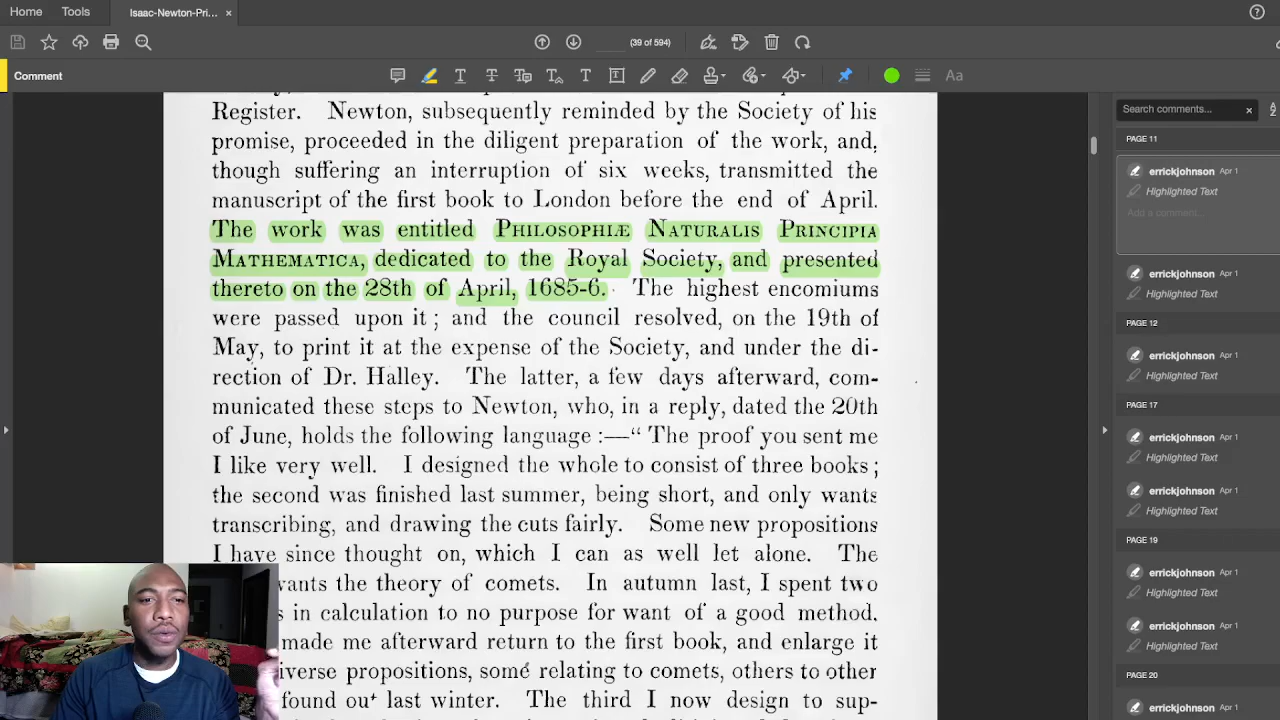 Home
Tools
Isaac-Newton-Pri... ×
(39 of 594)
Comment
Aa
Register. Newton, subsequently reminded by the Society of his
promise, proceeded in the diligent preparation of the work, and,
though suffering an interruption of six weeks, transmitted the
manuscript of the first book to London before the end of April.
The work was entitled PHILOSOPHIÆ NATURALIS PRINCIPIA
MATHEMATICA, dedicated to the Royal Society, and presented
thereto on the 28th of April, 1685-6. The highest encomiums
were passed upon it ; and the council resolved, on the 19th of
May, to print it at the expense of the Society, and under the di-
rection of Dr. Halley. The latter, a few days afterward, com-
municated these steps to Newton, who, in a reply, dated the 20th
of June, holds the following language :—“ The proof you sent me
I like very well. I designed the whole to consist of three books ;
the second was finished last summer, being short, and only wants
transcribing, and drawing the cuts fairly. Some new propositions
I have since thought on, which I can as well let alone. The
wants the theory of comets. In autumn last, I spent two
in calculation to no purpose for want of a good method,
made me afterward return to the first book, and enlarge it
iverse propositions, some relating to comets, others to other
found out last winter. The third I now design to sup-
Search comments... ×
PAGE 11
errickjohnson Apr 1
Highlighted Text
Add a comment...
errickjohnson Apr 1
Highlighted Text
PAGE 12
errickjohnson Apr 1
Highlighted Text
PAGE 17
errickjohnson Apr 1
Highlighted Text
errickjohnson Apr 1
Highlighted Text
PAGE 19
errickjohnson Apr 1
Highlighted Text
errickjohnson Apr 1
Highlighted Text
PAGE 20
errickjohnson Apr 1